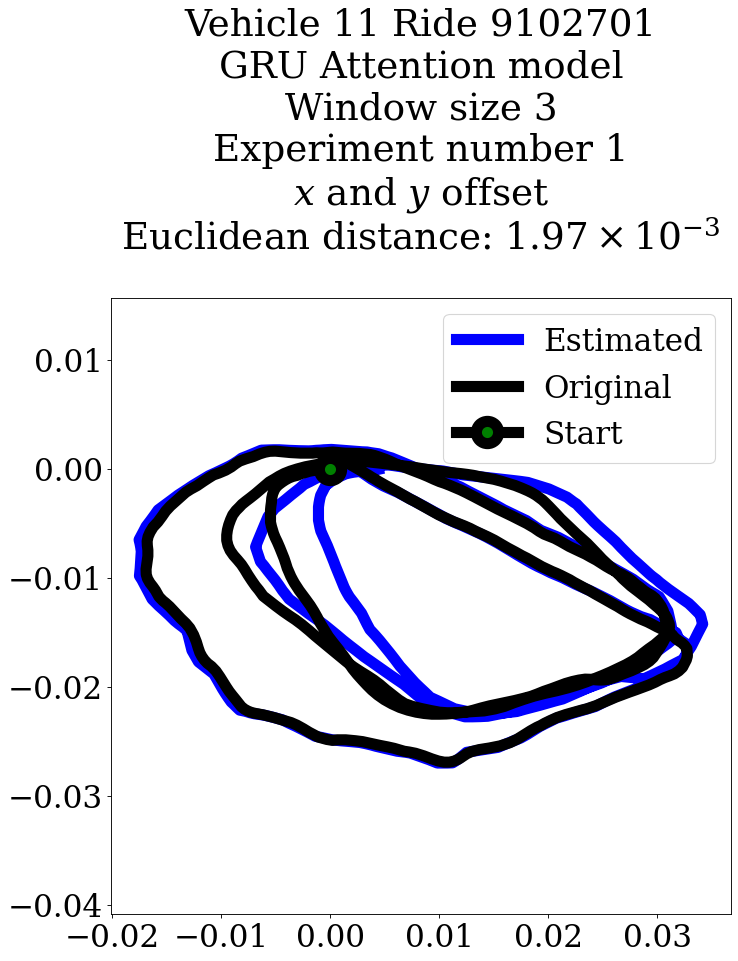 Vehicle 11 Ride 9102701
GRU Attention model
Window size 3
Experiment number 1
x and y offset
Euclidean distance: 1.97 × 10⁻³
Estimated
Original
Start
0.01
0.00
−0.01
−0.02
−0.03
−0.04
−0.02 −0.01 0.00 0.01 0.02 0.03